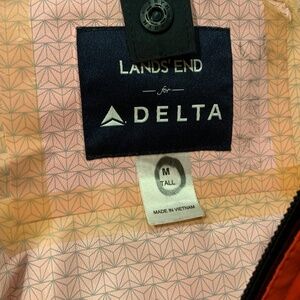 LANDS' END
for
DELTA
M
TALL
MADE IN VIETNAM